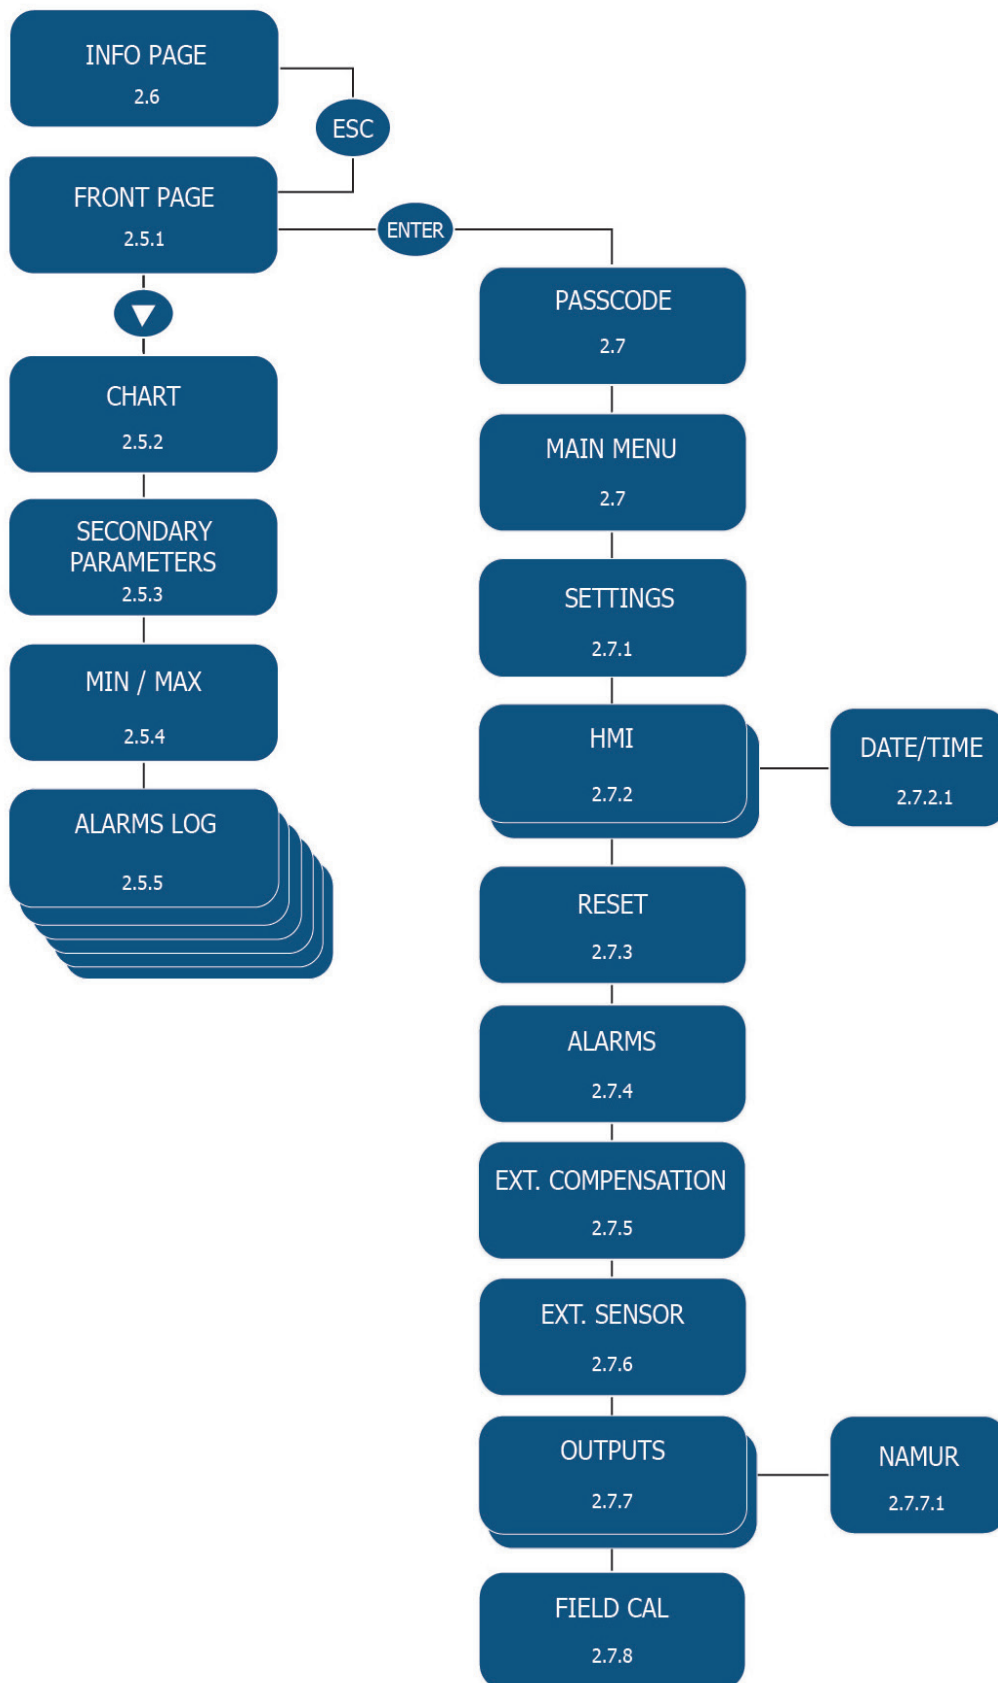 INFO PAGE
2.6
ESC
FRONT PAGE
2.5.1
ENTER
CHART
2.5.2
SECONDARY
PARAMETERS
2.5.3
MIN / MAX
2.5.4
ALARMS LOG
2.5.5
PASSCODE
2.7
MAIN MENU
2.7
SETTINGS
2.7.1
HMI
2.7.2
DATE/TIME
2.7.2.1
RESET
2.7.3
ALARMS
2.7.4
EXT. COMPENSATION
2.7.5
EXT. SENSOR
2.7.6
OUTPUTS
2.7.7
NAMUR
2.7.7.1
FIELD CAL
2.7.8